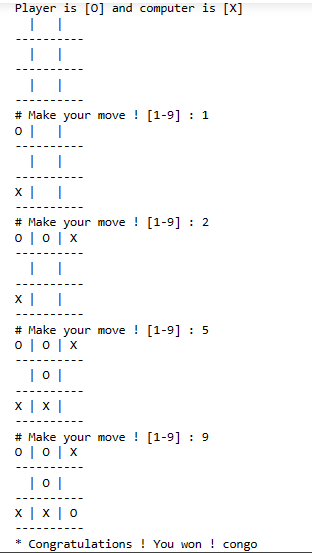 Player is [O] and computer is [X]
  |   |
----------
  |   |
----------
  |   |
----------
# Make your move ! [1-9] : 1
O |   |
----------
  |   |
----------
X |   |
----------
# Make your move ! [1-9] : 2
O | O | X
----------
  |   |
----------
X |   |
----------
# Make your move ! [1-9] : 5
O | O | X
----------
  | O |
----------
X | X |
----------
# Make your move ! [1-9] : 9
O | O | X
----------
  | O |
----------
X | X | O
----------
* Congratulations ! You won ! congo